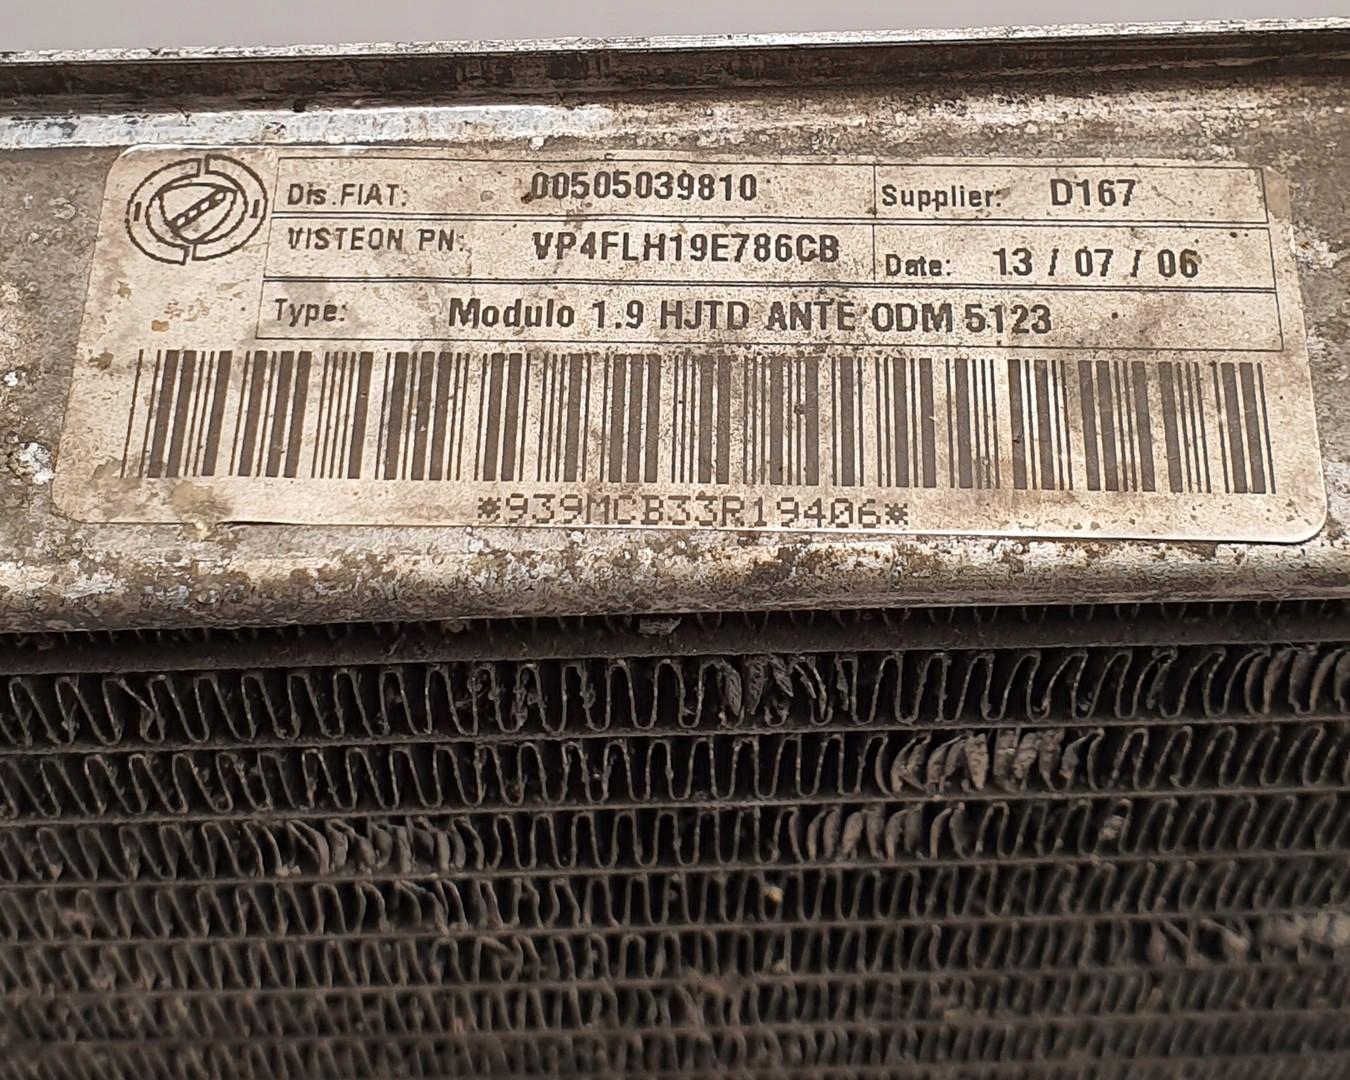 Dis.FIAT: 00505039810 Supplier: D167
VISTEON PN: VP4FLH19E786CB Date: 13 / 07 / 06
Type: Modulo 1.9 HJTD ANTE ODM 5123
*939MCB33R19406*